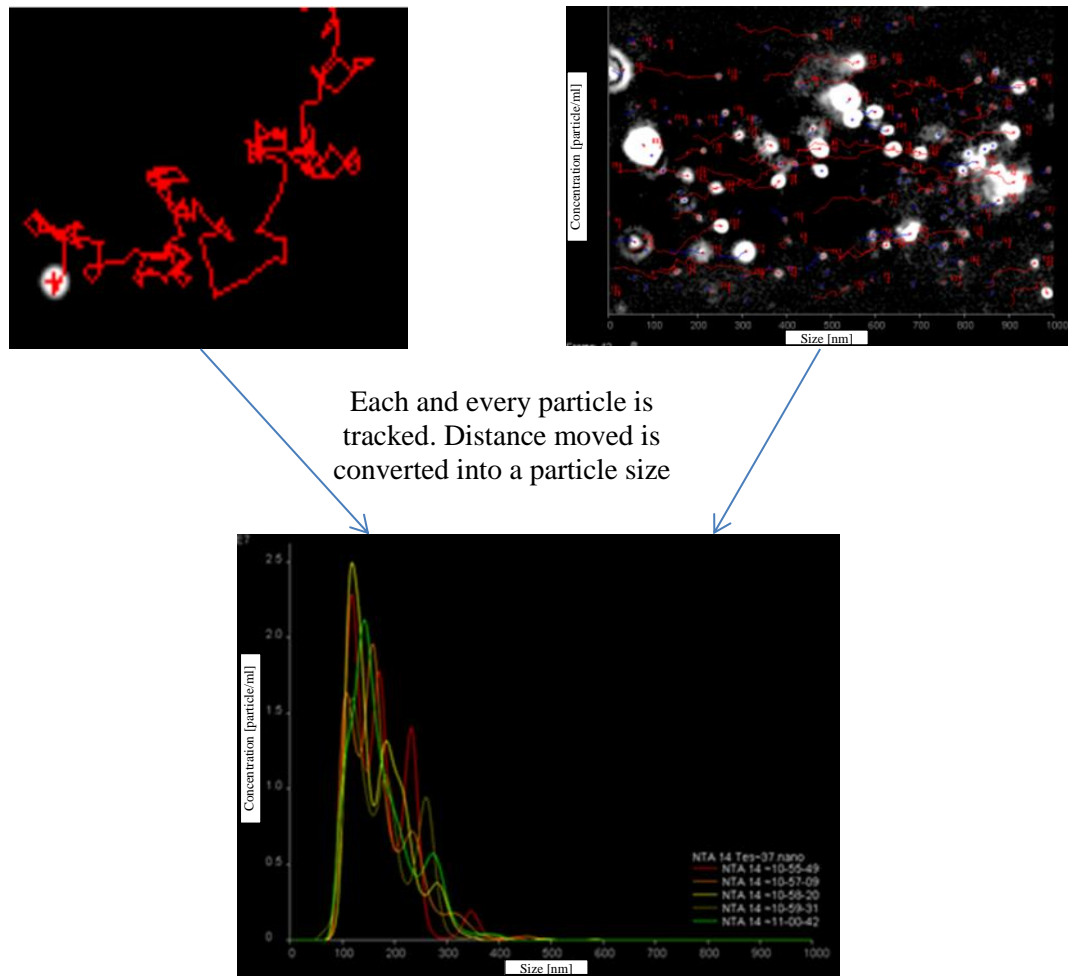 Concentration [particle/ml]
0 100 200 300 400 500 600 700 800 900 1000
Size [nm]
Each and every particle is
tracked. Distance moved is
converted into a particle size
E7
2.5
2.0
1.5
1.0
0.5
0
Concentration [particle/ml]
NTA 14 Tes~37.nano
NTA 14 ~10-55-49
NTA 14 ~10-57-09
NTA 14 ~10-58-20
NTA 14 ~10-59-31
NTA 14 ~11-00-42
0 100 200 300 400 500 600 700 800 900 1000
Size [nm]